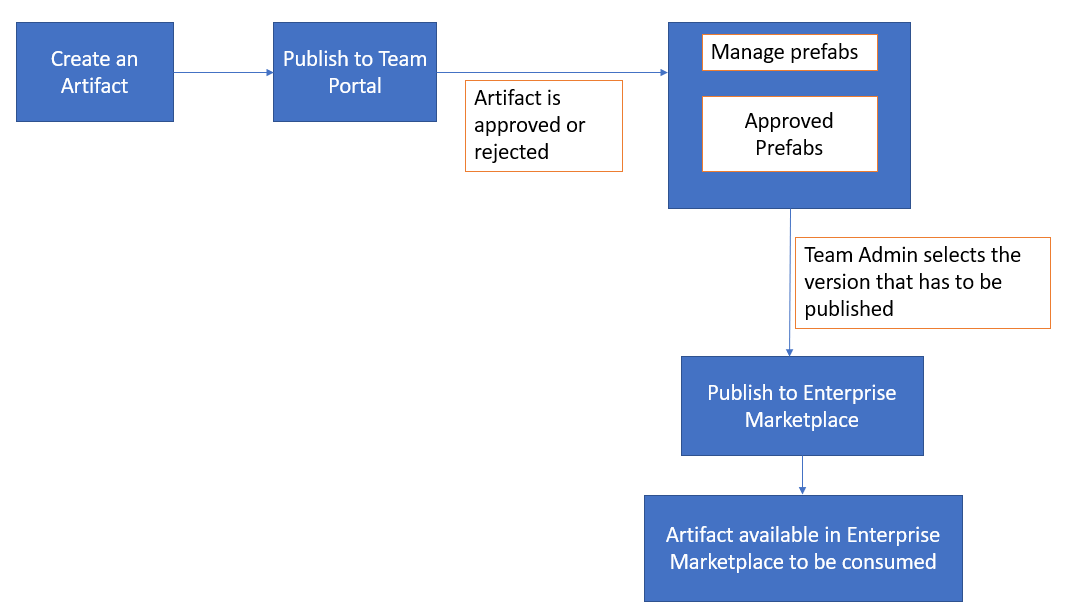 Create an
Artifact
Publish to Team
Portal
Artifact is
approved or
rejected
Manage prefabs
Approved
Prefabs
Team Admin selects the
version that has to be
published
Publish to Enterprise
Marketplace
Artifact available in Enterprise
Marketplace to be consumed